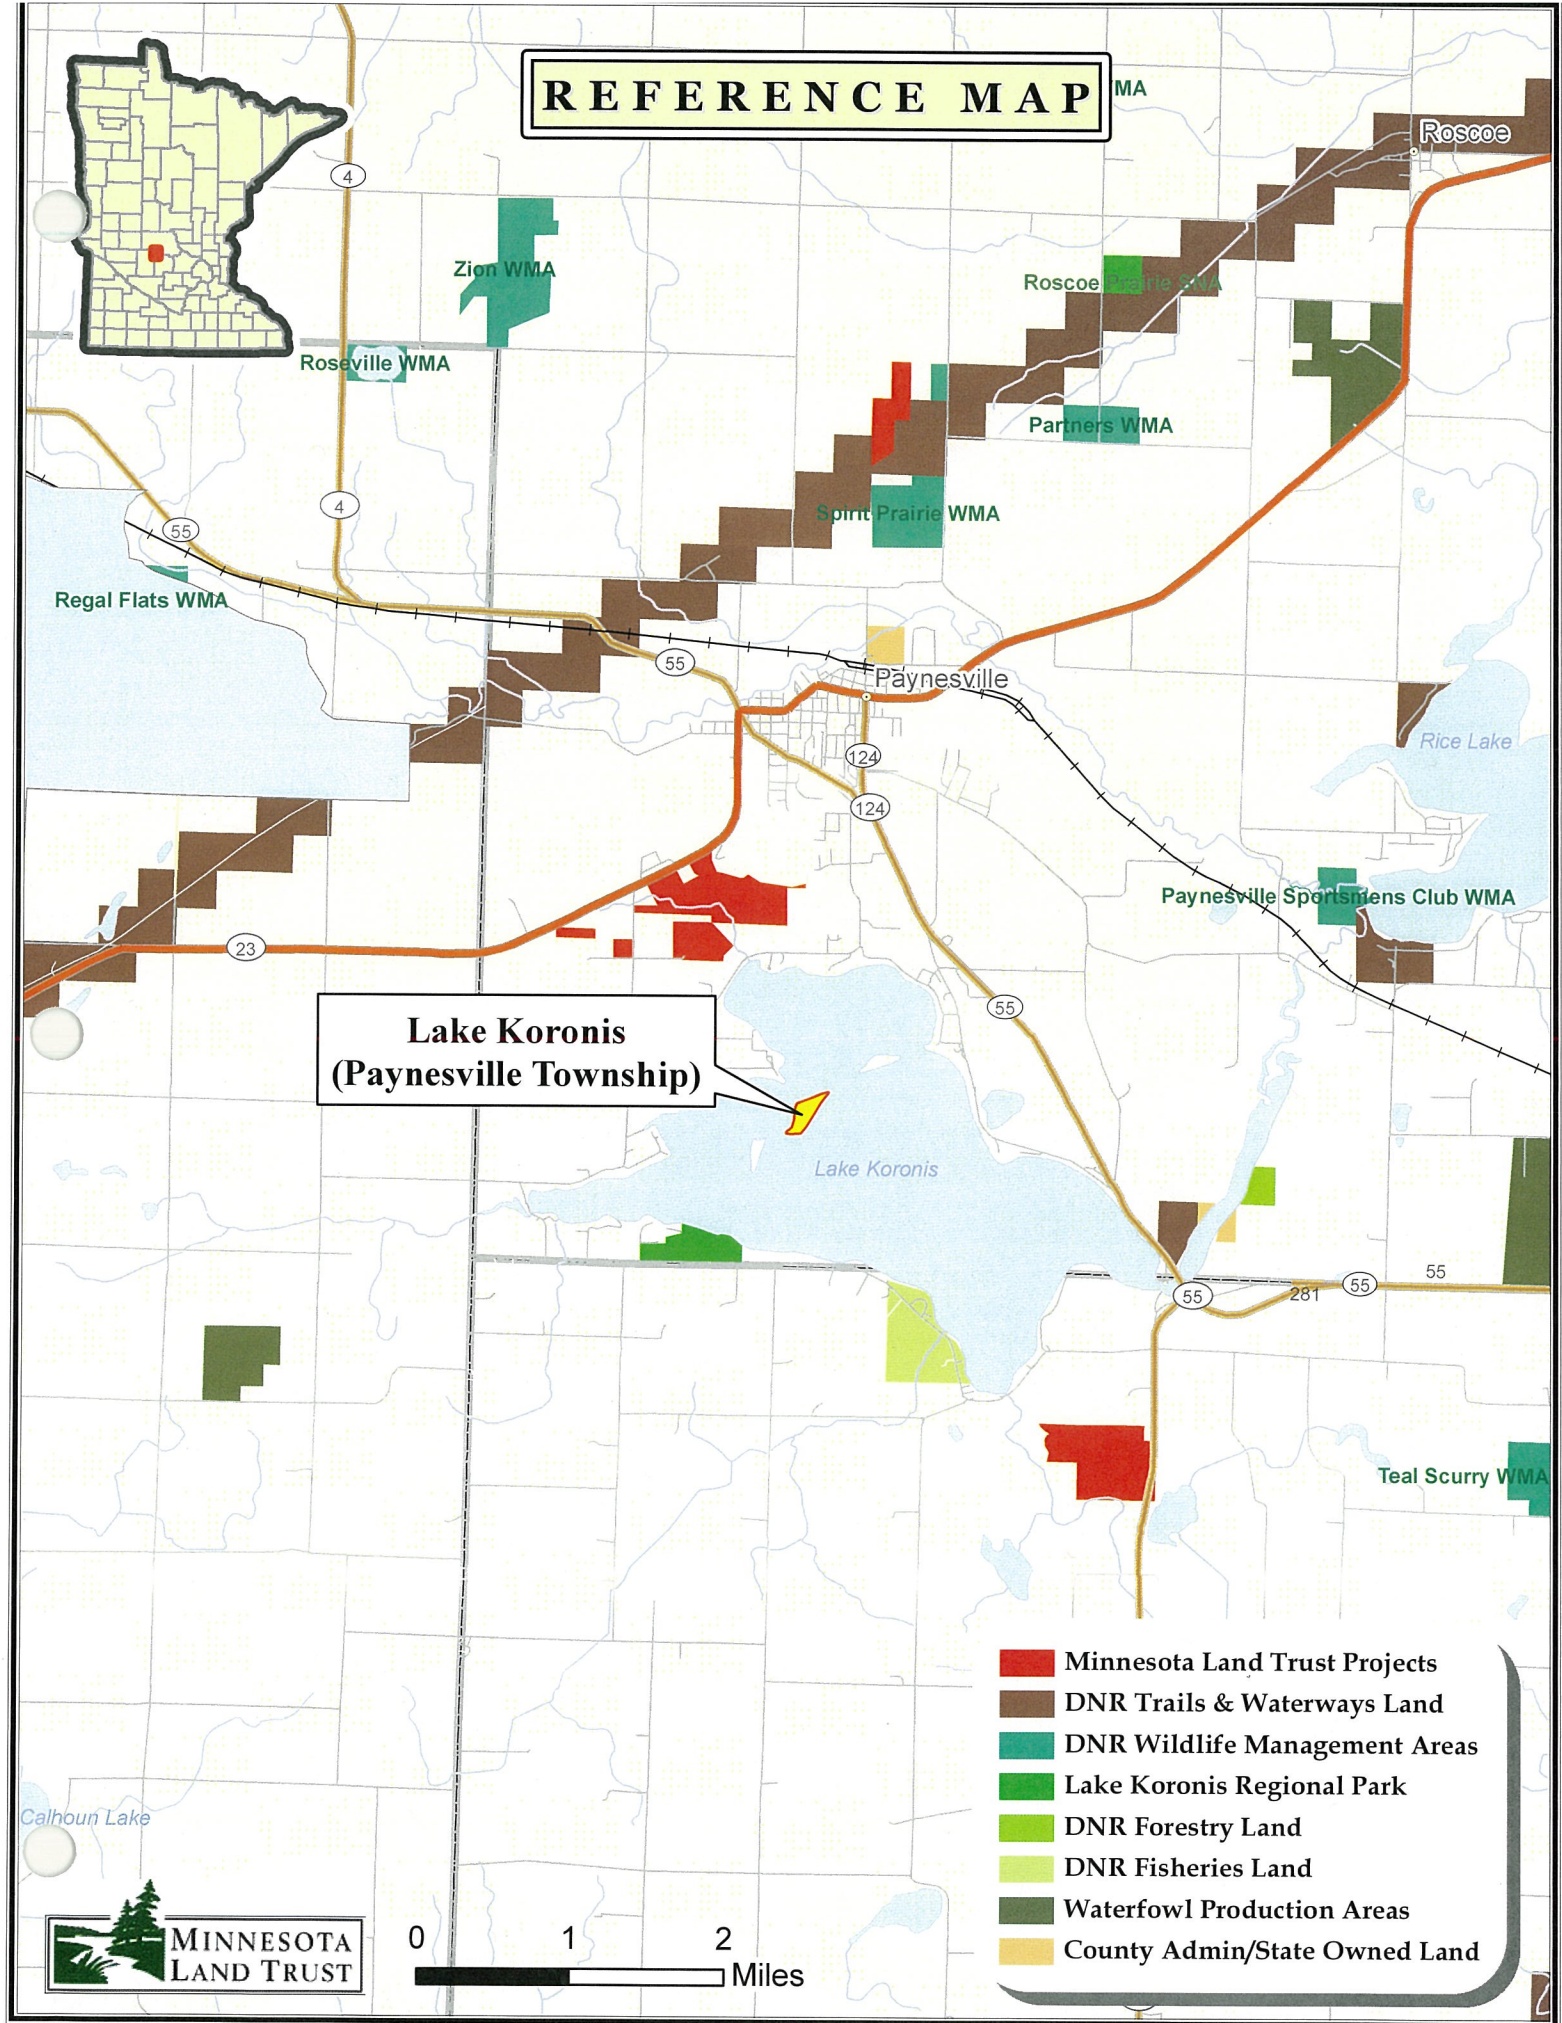 REFERENCE MAP
MA
Roscoe
4
Zion WMA
Roscoe Prairie SNA
Roseville WMA
Partners WMA
4
Spirit Prairie WMA
55
Regal Flats WMA
55
Paynesville
Rice Lake
124
124
Paynesville Sportsmens Club WMA
23
55
Lake Koronis
(Paynesville Township)
Lake Koronis
55
55
55
281
Teal Scurry WMA
Minnesota Land Trust Projects
DNR Trails & Waterways Land
DNR Wildlife Management Areas
Lake Koronis Regional Park
DNR Forestry Land
DNR Fisheries Land
Waterfowl Production Areas
County Admin/State Owned Land
Calhoun Lake
MINNESOTA
LAND TRUST
0 1 2
Miles